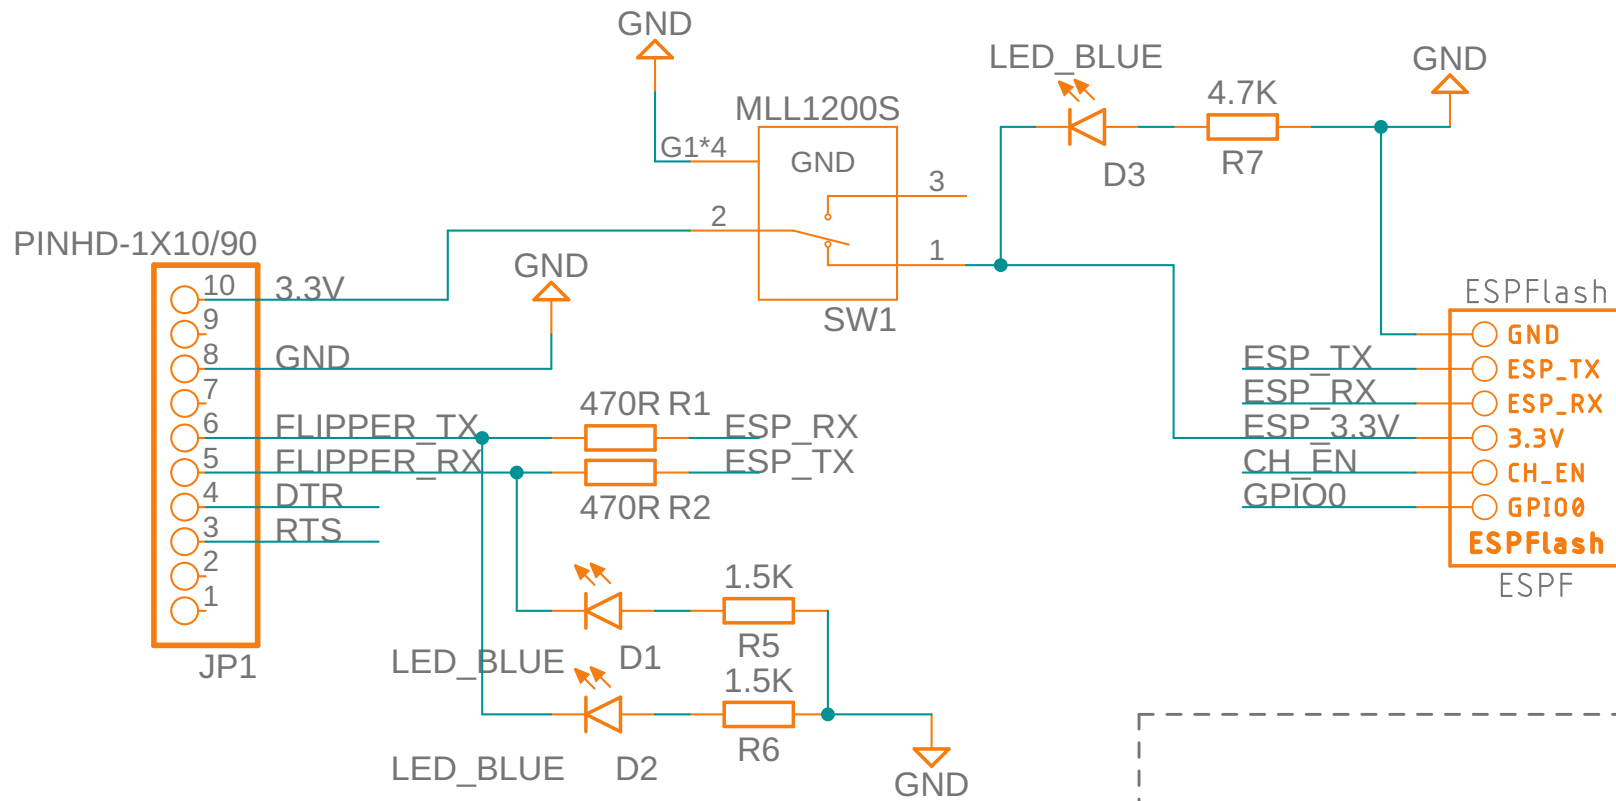 GND
LED_BLUE
GND
4.7K
MLL1200S
G1*4
GND
R7
D3
3
2
1
PINHD-1X10/90
GND
SW1
10
3.3V
9
8
GND
7
6
FLIPPER_TX
470R R1
ESP_RX
5
FLIPPER_RX
ESP_TX
4
DTR
470R R2
3
RTS
2
1
JP1
ESPFlash
GND
ESP_TX
ESP_TX
ESP_RX
ESP_RX
ESP_3.3V
3.3V
CH_EN
CH_EN
GPIO0
GPIO0
ESPFlash
ESPF
1.5K
R5
LED_BLUE
D1
1.5K
R6
LED_BLUE
D2
GND